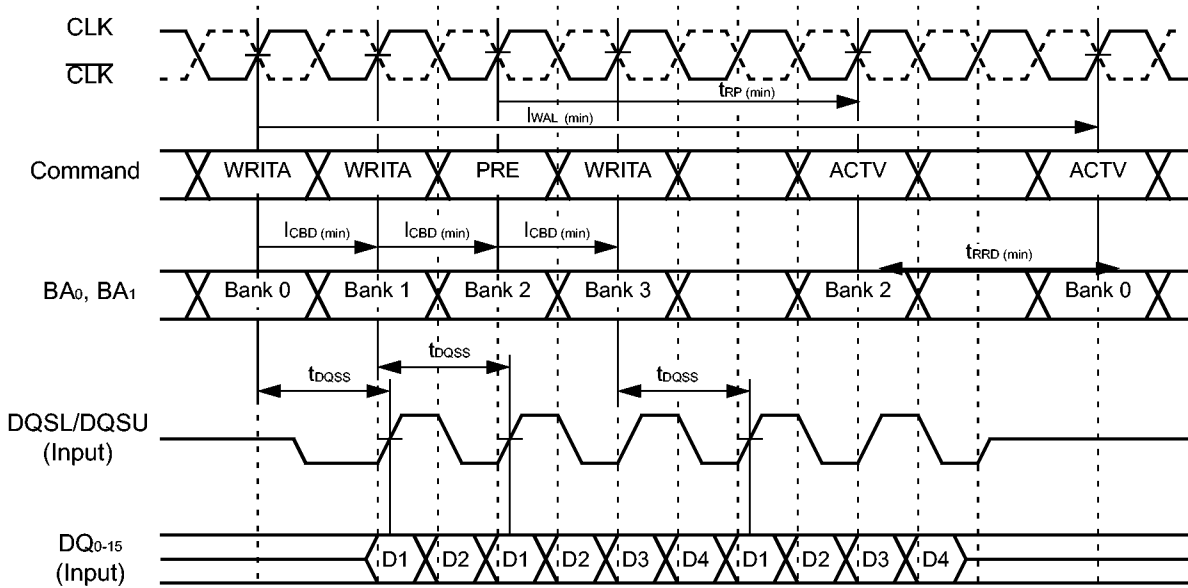 CLK
CLK
tRP (min)
lWAL (min)
Command WRITA WRITA PRE WRITA ACTV ACTV
lCBD (min) lCBD (min) lCBD (min)
tRRD (min)
BA0, BA1 Bank 0 Bank 1 Bank 2 Bank 3 Bank 2 Bank 0
tDQSS
tDQSS tDQSS
DQSL/DQSU
(Input)
DQ0-15
(Input)
D1 D2 D1 D2 D3 D4 D1 D2 D3 D4